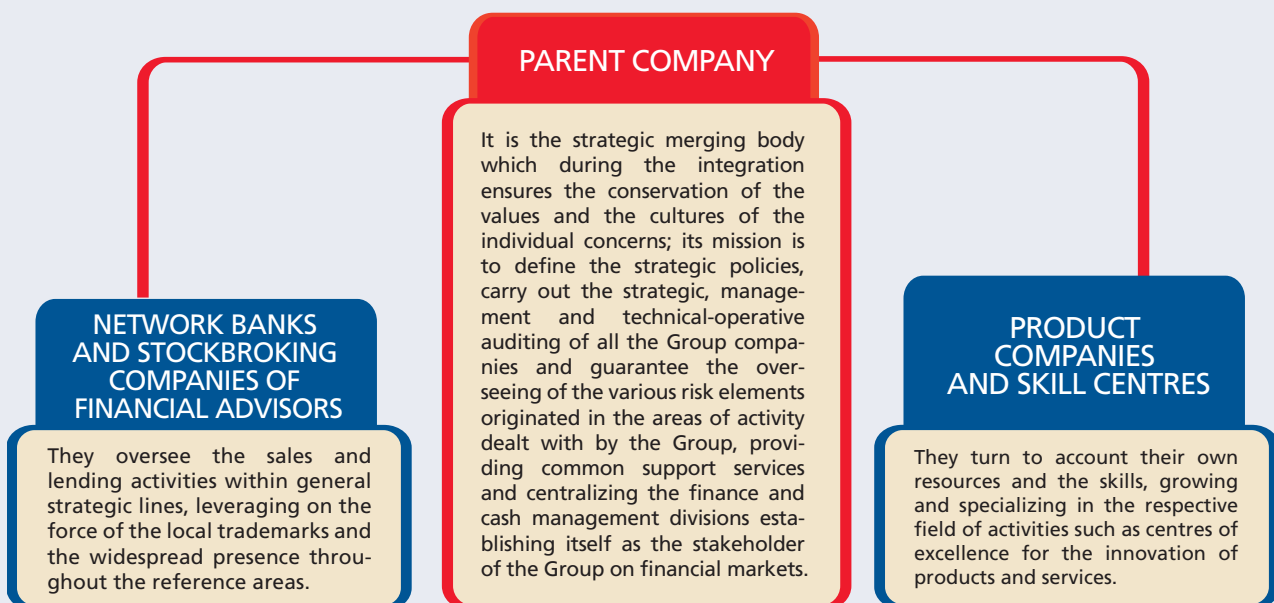 PARENT COMPANY
It is the strategic merging body
which during the integration
ensures the conservation of the
values and the cultures of the
individual concerns; its mission is
to define the strategic policies,
carry out the strategic, manage-
ment and technical-operative
auditing of all the Group compa-
nies and guarantee the over-
seeing of the various risk elements
originated in the areas of activity
dealt with by the Group, provi-
ding common support services
and centralizing the finance and
cash management divisions esta-
blishing itself as the stakeholder
of the Group on financial markets.
NETWORK BANKS
AND STOCKBROKING
COMPANIES OF
FINANCIAL ADVISORS
They oversee the sales and
lending activities within general
strategic lines, leveraging on the
force of the local trademarks and
the widespread presence throu-
ghout the reference areas.
PRODUCT
COMPANIES
AND SKILL CENTRES
They turn to account their own
resources and the skills, growing
and specializing in the respective
field of activities such as centres of
excellence for the innovation of
products and services.